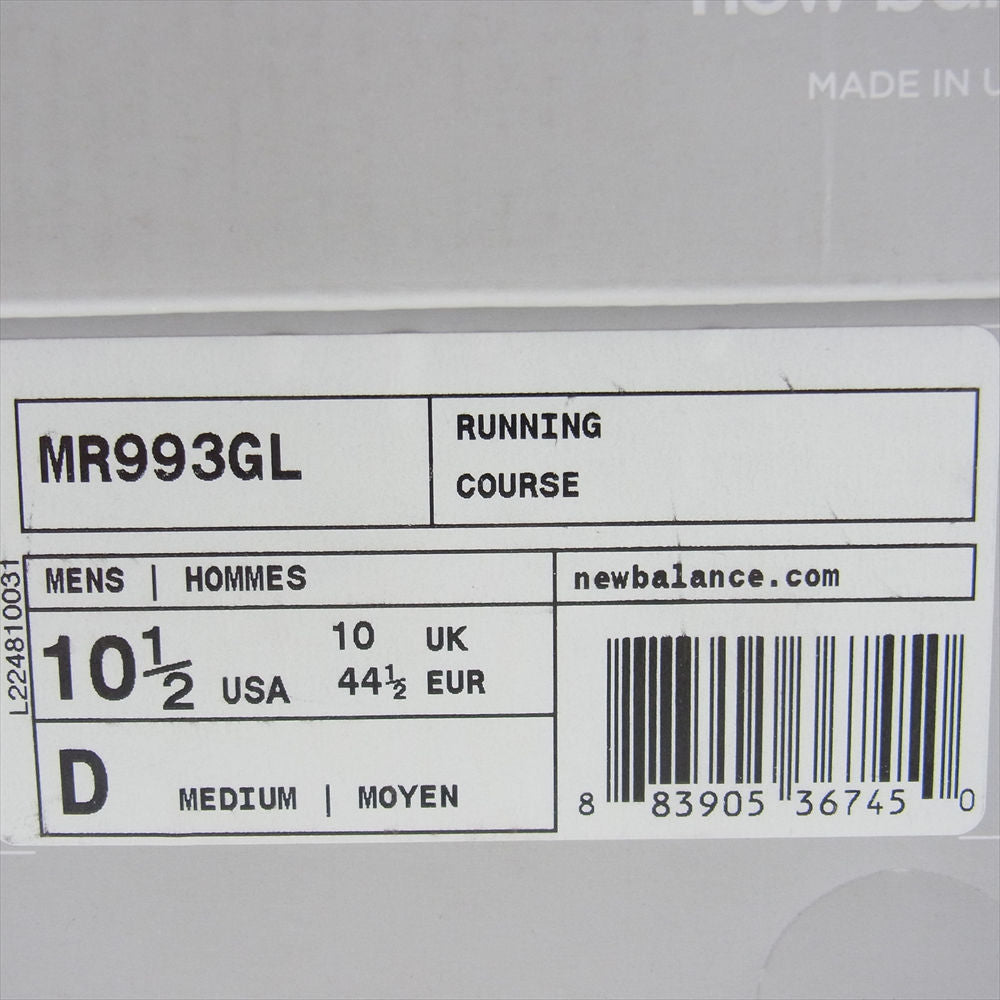 MADE IN
MR993GL
RUNNING
COURSE
MENS | HOMMES
newbalance.com
10½ USA
10 UK
44½ EUR
D MEDIUM | MOYEN
L224810031
8 83905 36745 0